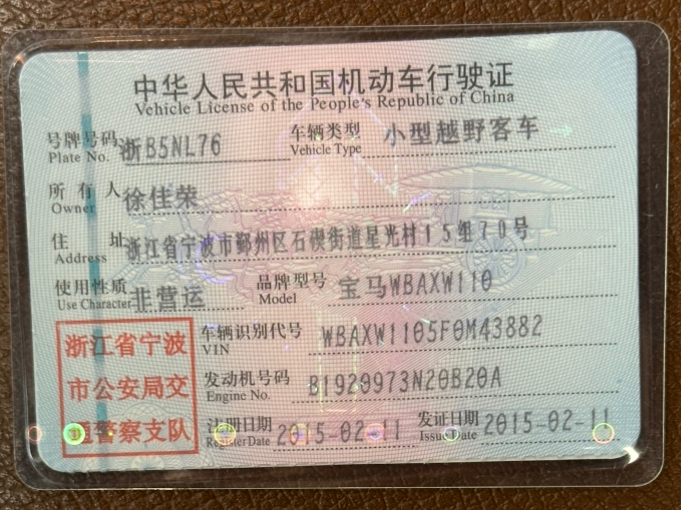 中华人民共和国机动车行驶证
Vehicle License of the People's Republic of China
号牌号码 浙B5NL76 车辆类型 小型越野客车
Plate No. Vehicle Type
所有人 徐佳荣
Owner
住址 浙江省宁波市鄞州区石碶街道星光村15组70号
Address
使用性质 非营运 品牌型号 宝马WBAXW110
Use Character Model
浙江省宁波
市公安局交
通警察支队
车辆识别代号 WBAXW1105F0M43882
VIN
发动机号码 B1920973N20B20A
Engine No.
注册日期 2015-02-11 发证日期 2015-02-11
Register Date Issue Date